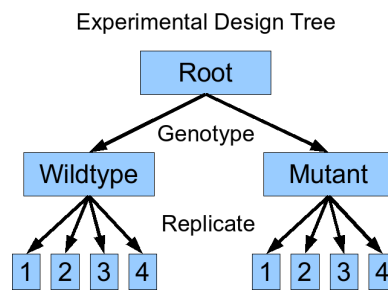 Experimental Design Tree
Root
Genotype
Wildtype Mutant
Replicate
1 2 3 4 1 2 3 4